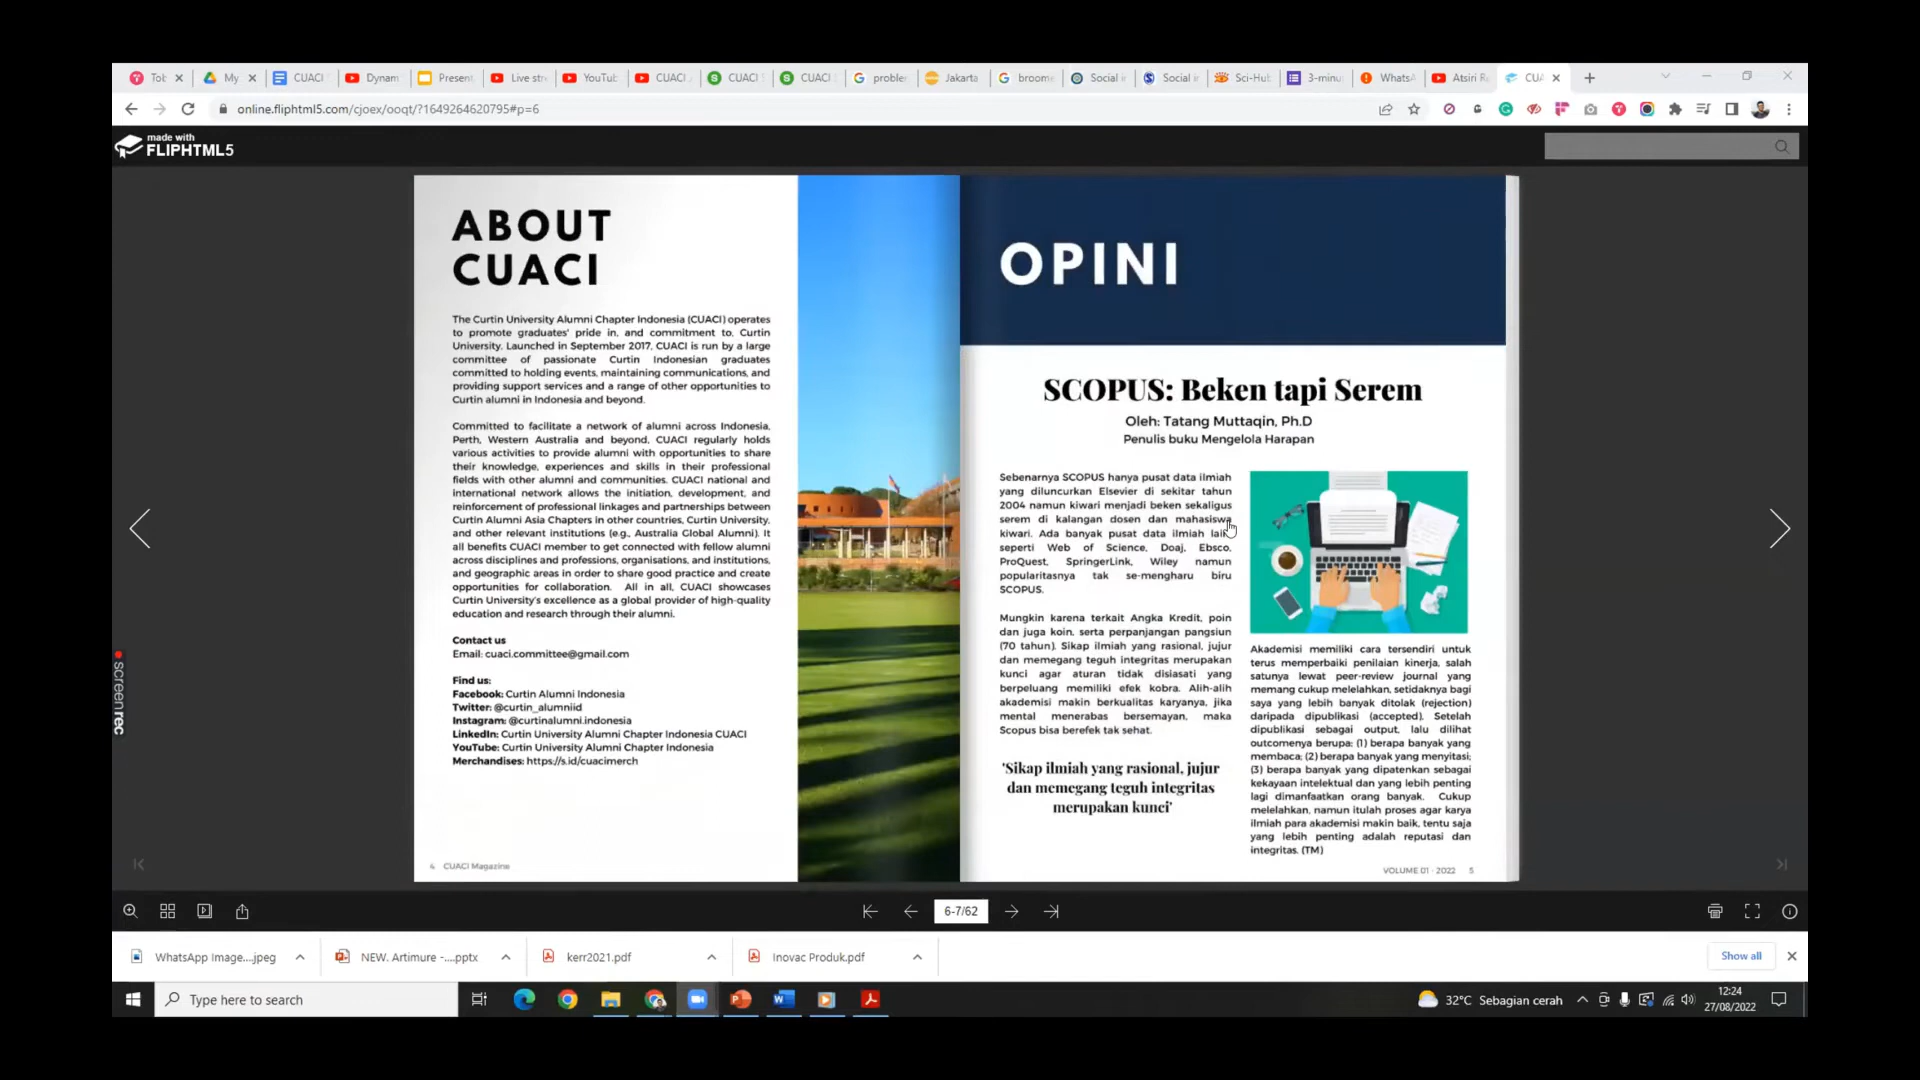 Tob
My
CUACI
Dynam
Present
Live str
YouTub
CUACI
CUACI
CUACI
proble
Jakarta
broome
Social i
Social i
Sci-Hub
3-minu
WhatsA
Atsiri R
CUA
online.fliphtml5.com/cjoex/ooqt/?1649264620795#p=6
made with
FLIPHTML5
ABOUT
CUACI
The Curtin University Alumni Chapter Indonesia (CUACI) operates
to promote graduates' pride in, and commitment to, Curtin
University. Launched in September 2017, CUACI is run by a large
committee of passionate Curtin Indonesian graduates
committed to holding events, maintaining communications, and
providing support services and a range of other opportunities to
Curtin alumni in Indonesia and beyond.
Committed to facilitate a network of alumni across Indonesia,
Perth, Western Australia and beyond, CUACI regularly holds
various activities to provide alumni with opportunities to share
their knowledge, experiences and skills in their professional
fields with other alumni and communities. CUACI national and
international network allows the initiation, development, and
reinforcement of professional linkages and partnerships between
Curtin Alumni Asia Chapters in other countries, Curtin University,
and other relevant institutions (e.g., Australia Global Alumni). It
all benefits CUACI member to get connected with fellow alumni
across disciplines and professions, organisations, and institutions,
and geographic areas in order to share good practice and create
opportunities for collaboration. All in all, CUACI showcases
Curtin University's excellence as a global provider of high-quality
education and research through their alumni.
Contact us
Email: cuaci.committee@gmail.com
Find us:
Facebook: Curtin Alumni Indonesia
Twitter: @curtin_alumniid
Instagram: @curtinalumni.indonesia
LinkedIn: Curtin University Alumni Chapter Indonesia CUACI
YouTube: Curtin University Alumni Chapter Indonesia
Merchandises: https://s.id/cuacimerch
4 CUACI Magazine
OPINI
SCOPUS: Beken tapi Serem
Oleh: Tatang Muttaqin, Ph.D
Penulis buku Mengelola Harapan
Sebenarnya SCOPUS hanya pusat data ilmiah
yang diluncurkan Elsevier di sekitar tahun
2004 namun kiwari menjadi beken sekaligus
serem di kalangan dosen dan mahasiswa
kiwari. Ada banyak pusat data ilmiah lain
seperti Web of Science, Doaj, Ebsco,
ProQuest, SpringerLink, Wiley namun
popularitasnya tak se-mengharu biru
SCOPUS.
Mungkin karena terkait Angka Kredit, poin
dan juga koin, serta perpanjangan pangsiun
(70 tahun). Sikap ilmiah yang rasional, jujur
dan memegang teguh integritas merupakan
kunci agar aturan tidak disiasati yang
berpeluang memiliki efek kobra. Alih-alih
akademisi makin berkualitas karyanya, jika
mental menerabas bersemayan, maka
Scopus bisa berefek tak sehat.
'Sikap ilmiah yang rasional, jujur
dan memegang teguh integritas
merupakan kunci'
Akademisi memiliki cara tersendiri untuk
terus memperbaiki penilaian kinerja, salah
satunya lewat peer-review journal yang
memang cukup melelahkan, setidaknya bagi
saya yang lebih banyak ditolak (rejection)
daripada dipublikasi (accepted). Setelah
dipublikasi sebagai output, lalu dilihat
outcomenya berupa: (1) berapa banyak yang
membaca; (2) berapa banyak yang menyitasi;
(3) berapa banyak yang dipatenkan sebagai
kekayaan intelektual dan yang lebih penting
lagi dimanfaatkan orang banyak. Cukup
melelahkan, namun itulah proses agar karya
ilmiah para akademisi makin baik, tentu saja
yang lebih penting adalah reputasi dan
integritas. (TM)
VOLUME 01 · 2022 5
screenrec
6-7/62
WhatsApp Image....jpeg
NEW. Artimure -....pptx
kerr2021.pdf
Inovac Produk.pdf
Show all
Type here to search
32°C Sebagian cerah
12:24
27/08/2022